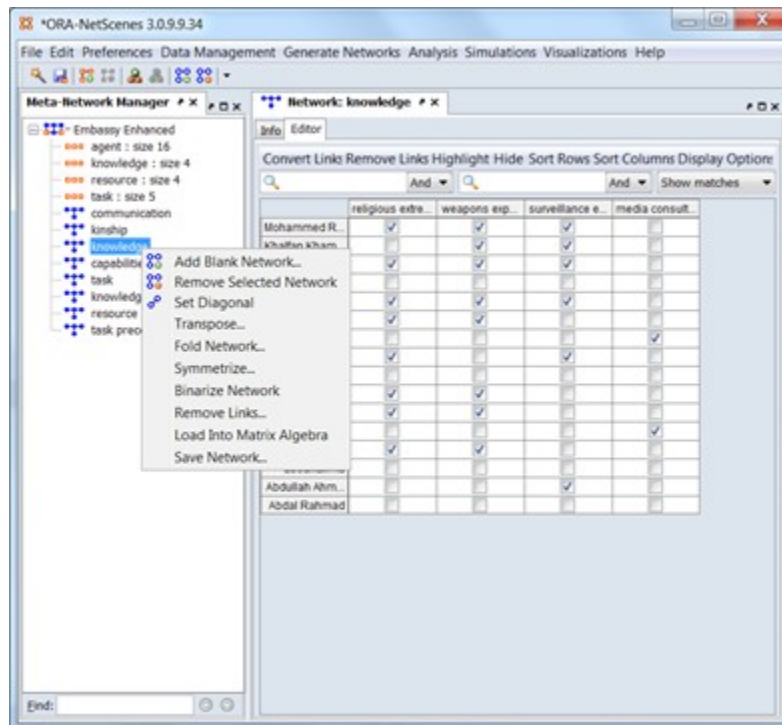 *ORA-NetScenes 3.0.9.9.34
File Edit Preferences Data Management Generate Networks Analysis Simulations Visualizations Help
Meta-Network Manager
Network: knowledge
Info Editor
Embassy Enhanced
agent : size 16
knowledge : size 4
resource : size 4
task : size 5
communication
kinship
knowledge
capabilitie
task
knowledg
resource
task prec
Convert Links Remove Links Highlight Hide Sort Rows Sort Columns Display Options
And And Show matches
religious extre... weapons exp... surveillance e... media consult...
Mohammed R...
Khalfan Kham...
Add Blank Network...
Remove Selected Network
Set Diagonal
Transpose...
Fold Network...
Symmetrize...
Binarize Network
Remove Links...
Load Into Matrix Algebra
Save Network...
Abdullah Ahm...
Abdal Rahmad
Find: